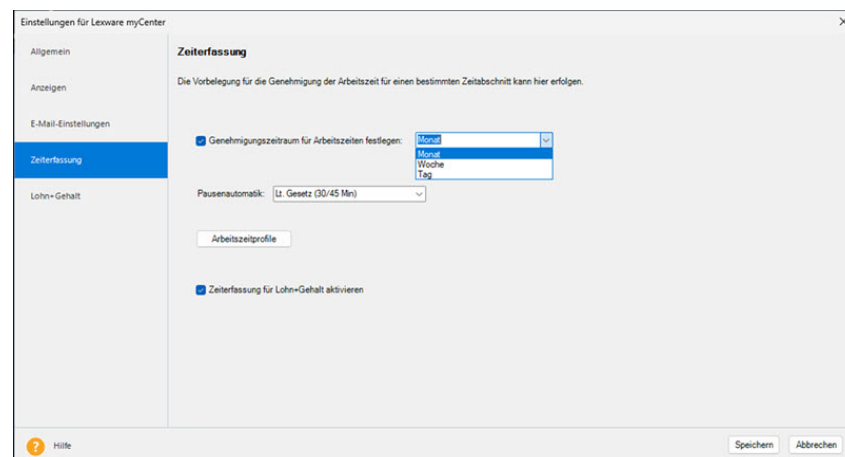 Einstellungen für Lexware myCenter
Allgemein
Anzeigen
E-Mail-Einstellungen
Zeiterfassung
Lohn+Gehalt
Zeiterfassung
Die Vorbelegung für die Genehmigung der Arbeitszeit für einen bestimmten Zeitabschnitt kann hier erfolgen.
Genehmigungszeitraum für Arbeitszeiten festlegen: Monat
Monat
Woche
Tag
Pausenautomatik: Lt. Gesetz (30/45 Min)
Arbeitszeitprofile
Zeiterfassung für Lohn+Gehalt aktivieren
? Hilfe
Speichern Abbrechen